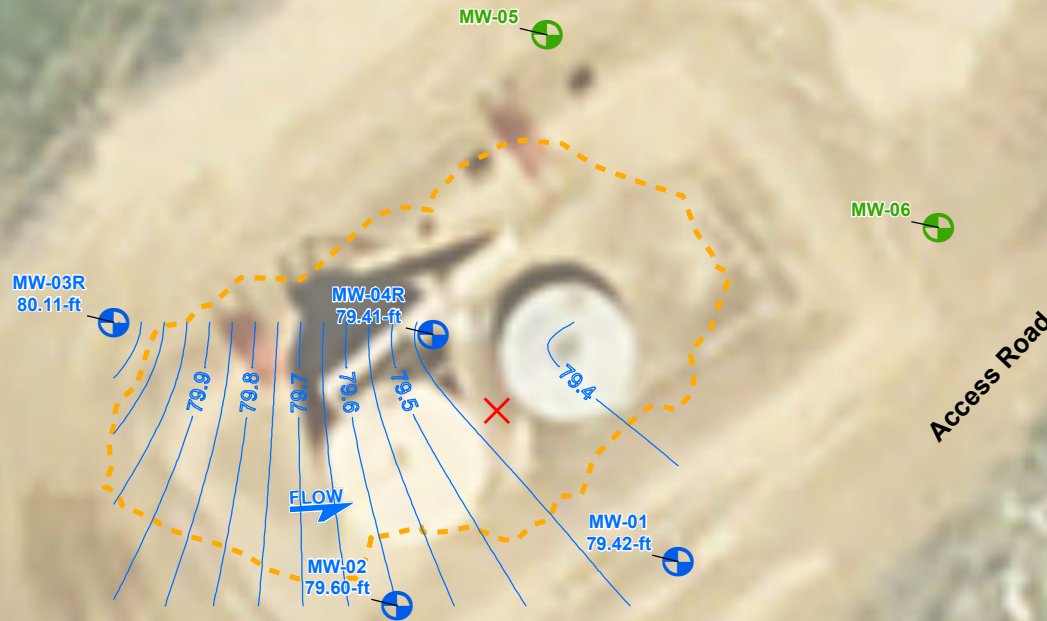 MW-05
MW-06
MW-03R
80.11-ft
MW-04R
79.41-ft
Access Road
79.9
79.8
79.7
79.6
79.5
79.4
FLOW
MW-01
79.42-ft
MW-02
79.60-ft